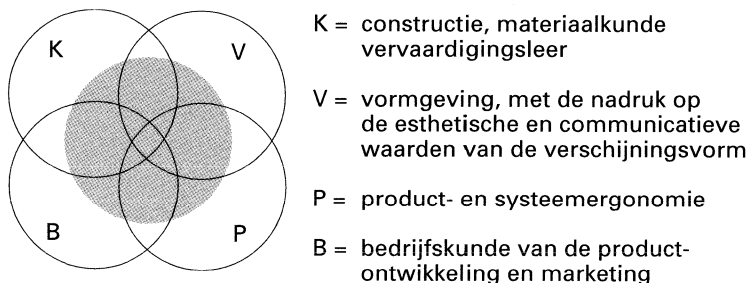 K
V
B
P
K = constructie, materiaalkunde
vervaardigingsleer
V = vormgeving, met de nadruk op
de esthetische en communicatieve
waarden van de verschijningsvorm
P = product- en systeemergonomie
B = bedrijfskunde van de product-
ontwikkeling en marketing